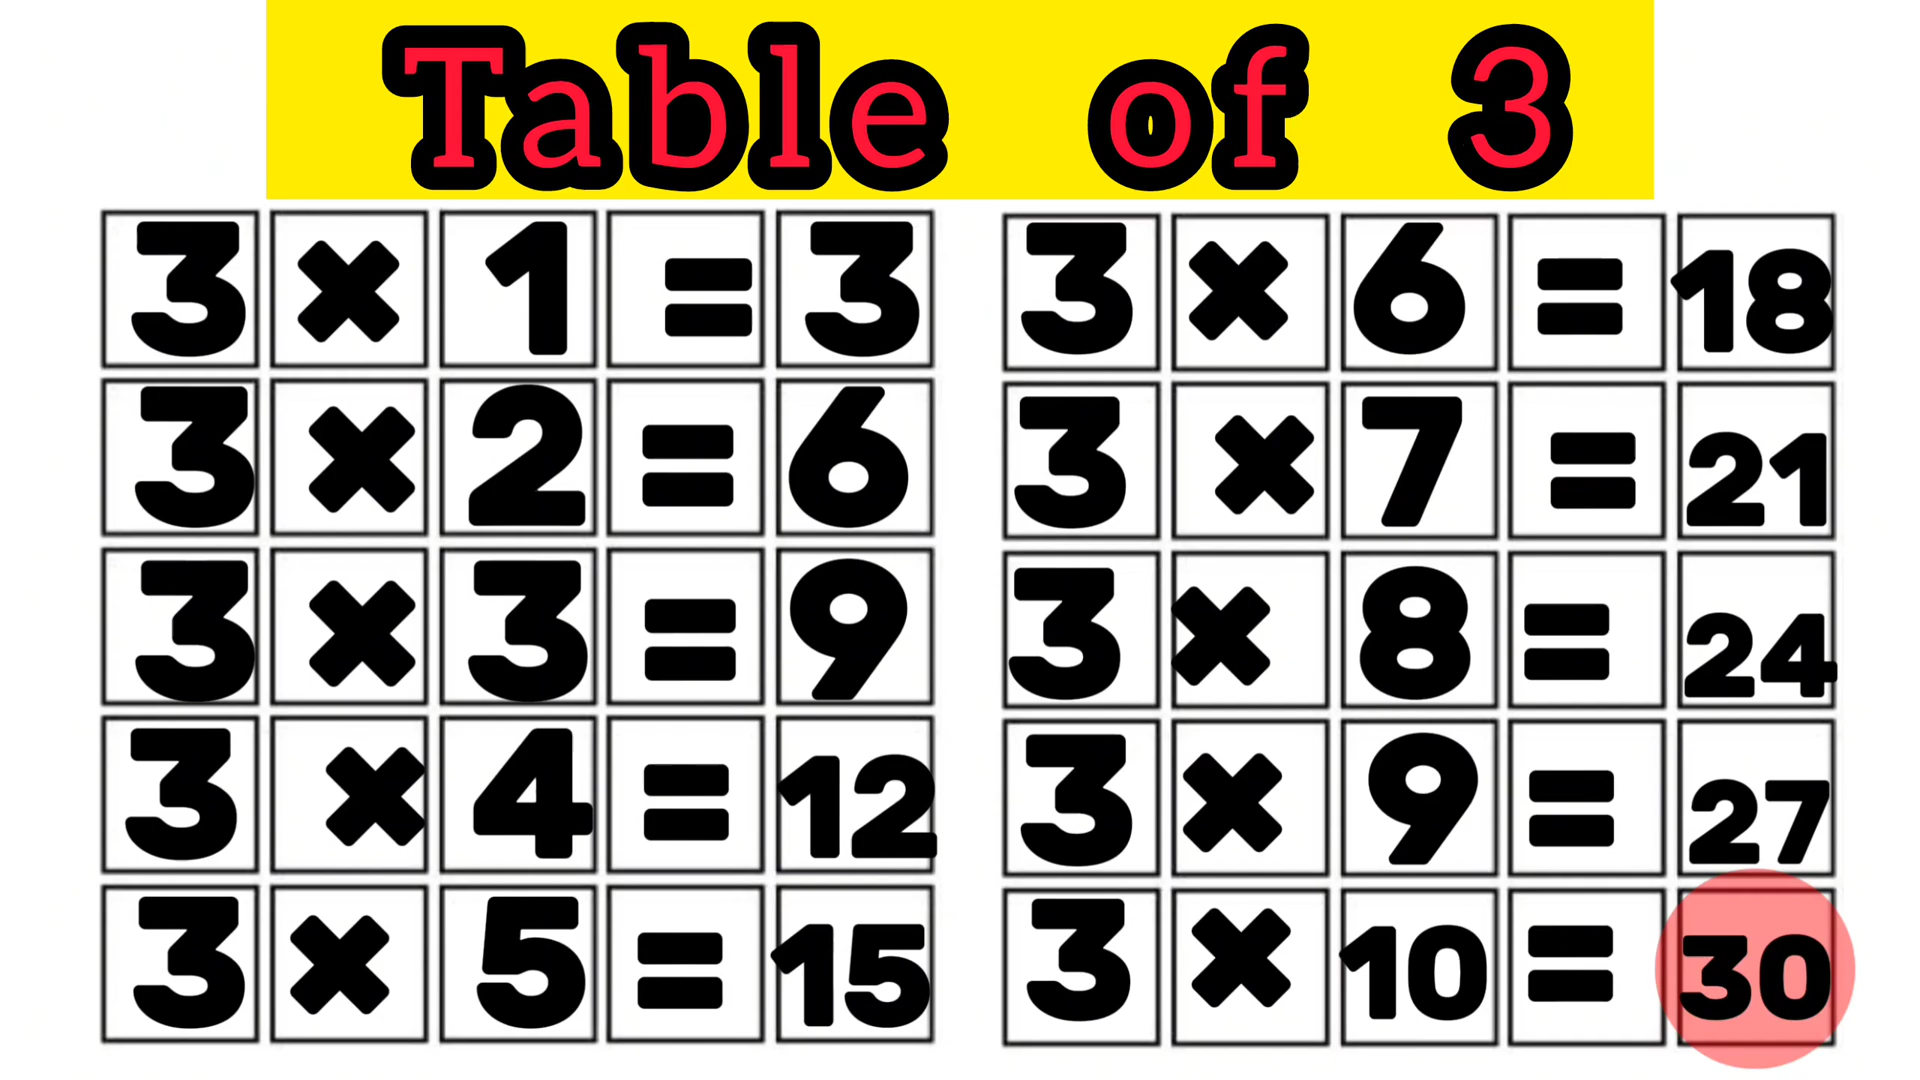 Table of 3
3 × 1 = 3
3 × 2 = 6
3 × 3 = 9
3 × 4 = 12
3 × 5 = 15
3 × 6 = 18
3 × 7 = 21
3 × 8 = 24
3 × 9 = 27
3 × 10 = 30